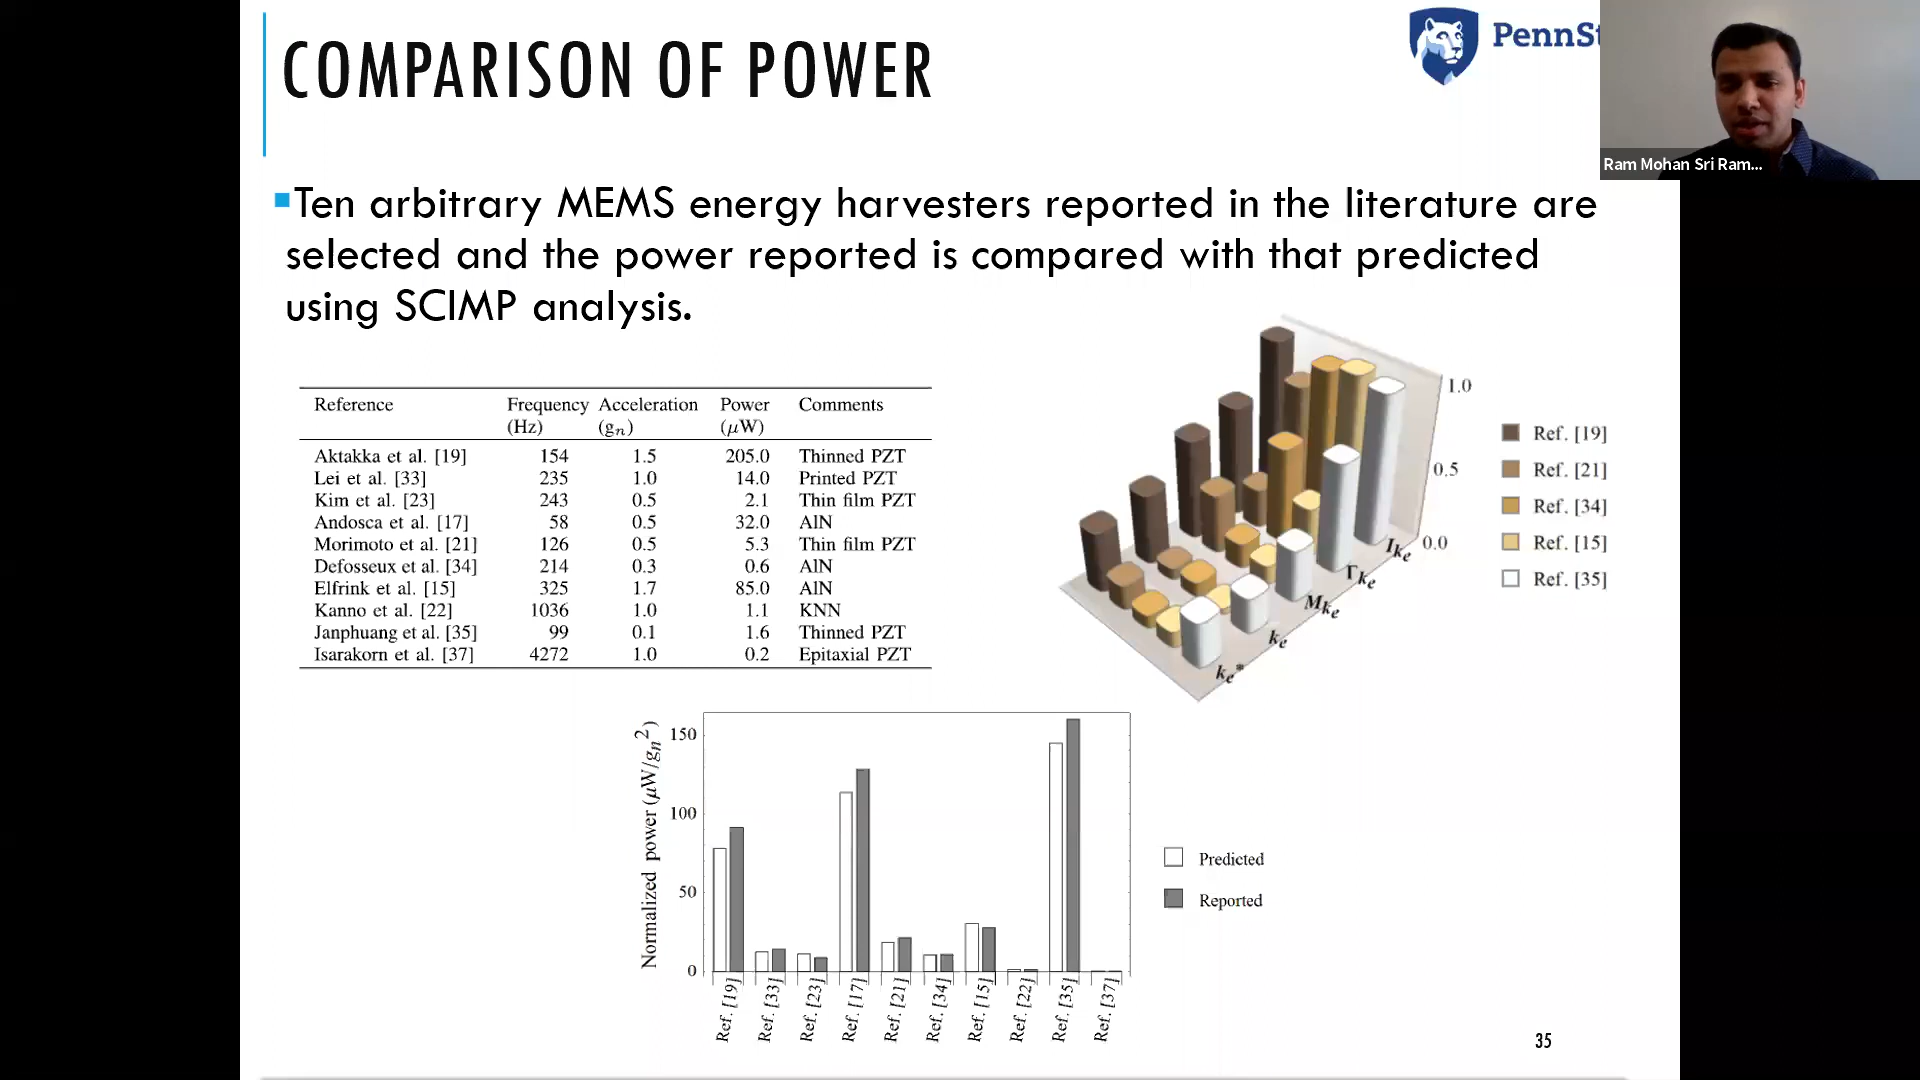 COMPARISON OF POWER
PennSt
Ram Mohan Sri Ram...
▪Ten arbitrary MEMS energy harvesters reported in the literature are
selected and the power reported is compared with that predicted
using SCIMP analysis.
Reference Frequency Acceleration Power Comments
(Hz) (gₙ) (μW)
Aktakka et al. [19] 154 1.5 205.0 Thinned PZT
Lei et al. [33] 235 1.0 14.0 Printed PZT
Kim et al. [23] 243 0.5 2.1 Thin film PZT
Andosca et al. [17] 58 0.5 32.0 AlN
Morimoto et al. [21] 126 0.5 5.3 Thin film PZT
Defosseux et al. [34] 214 0.3 0.6 AlN
Elfrink et al. [15] 325 1.7 85.0 AlN
Kanno et al. [22] 1036 1.0 1.1 KNN
Janphuang et al. [35] 99 0.1 1.6 Thinned PZT
Isarakorn et al. [37] 4272 1.0 0.2 Epitaxial PZT
1.0
0.5
0.0
I_ke
Γ_ke
M_ke
k_e
k_e*
Ref. [19]
Ref. [21]
Ref. [34]
Ref. [15]
Ref. [35]
Normalized power (μW/gₙ²)
150
100
50
0
Ref. [19]
Ref. [33]
Ref. [23]
Ref. [17]
Ref. [21]
Ref. [34]
Ref. [15]
Ref. [22]
Ref. [35]
Ref. [37]
Predicted
Reported
35